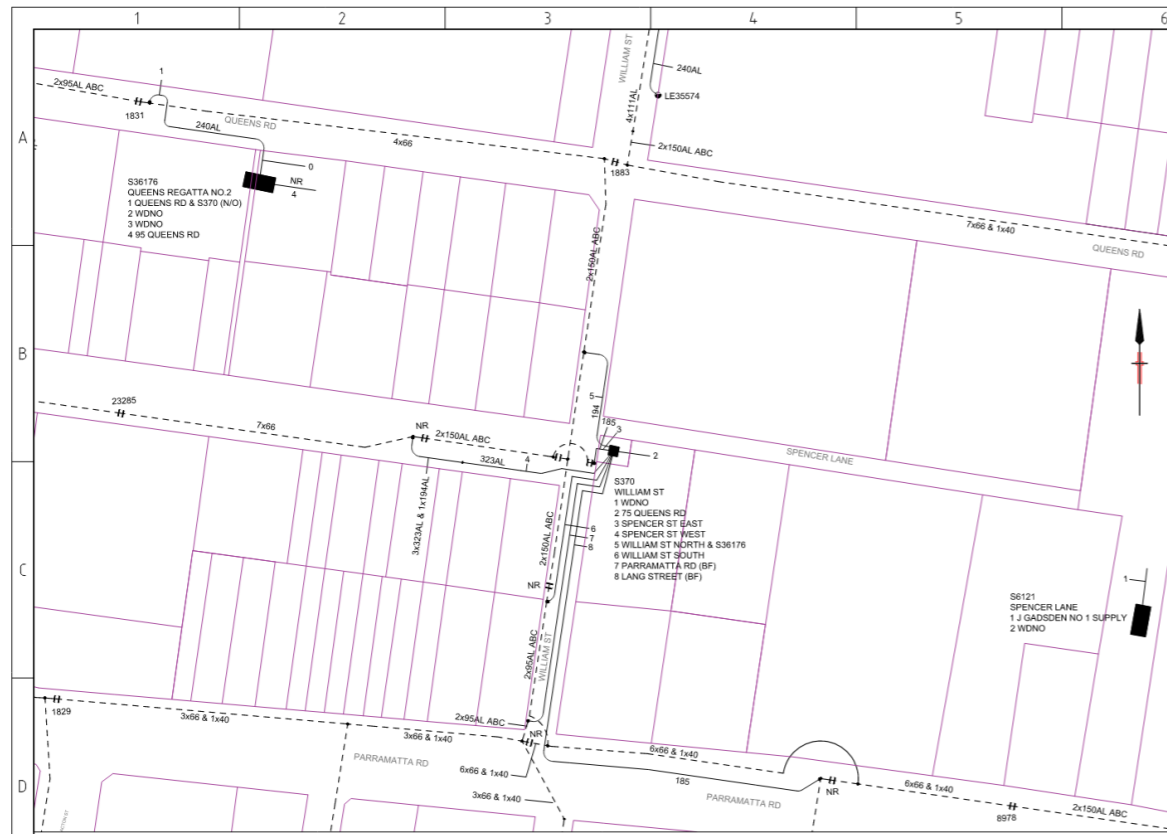 1
2
3
4
5
6
A
B
C
D
WILLIAM ST
240AL
LE35574
4x111AL
2x150AL ABC
1
2x95AL ABC
1831
240AL
QUEENS RD
4x66
1883
0
NR
4
S36176
QUEENS REGATTA NO.2
1 QUEENS RD & S370 (N/O)
2 WDNO
3 WDNO
4 95 QUEENS RD
7x66 & 1x40
QUEENS RD
2x150AL ABC
5
194
23285
7x66
NR
2x150AL ABC
185
3
2
4
323AL
3x323AL & 1x194AL
SPENCER LANE
S370
WILLIAM ST
1 WDNO
2 75 QUEENS RD
3 SPENCER ST EAST
4 SPENCER ST WEST
5 WILLIAM ST NORTH & S36176
6 WILLIAM ST SOUTH
7 PARRAMATTA RD (BF)
8 LANG STREET (BF)
6
7
8
2x150AL ABC
NR
2x95AL ABC
WILLIAM ST
1
S6121
SPENCER LANE
1 J GADSDEN NO 1 SUPPLY
2 WDNO
1829
3x66 & 1x40
2x95AL ABC
3x66 & 1x40
NR
6x66 & 1x40
6x66 & 1x40
PARRAMATTA RD
3x66 & 1x40
185
PARRAMATTA RD
NR
6x66 & 1x40
8978
2x150AL ABC